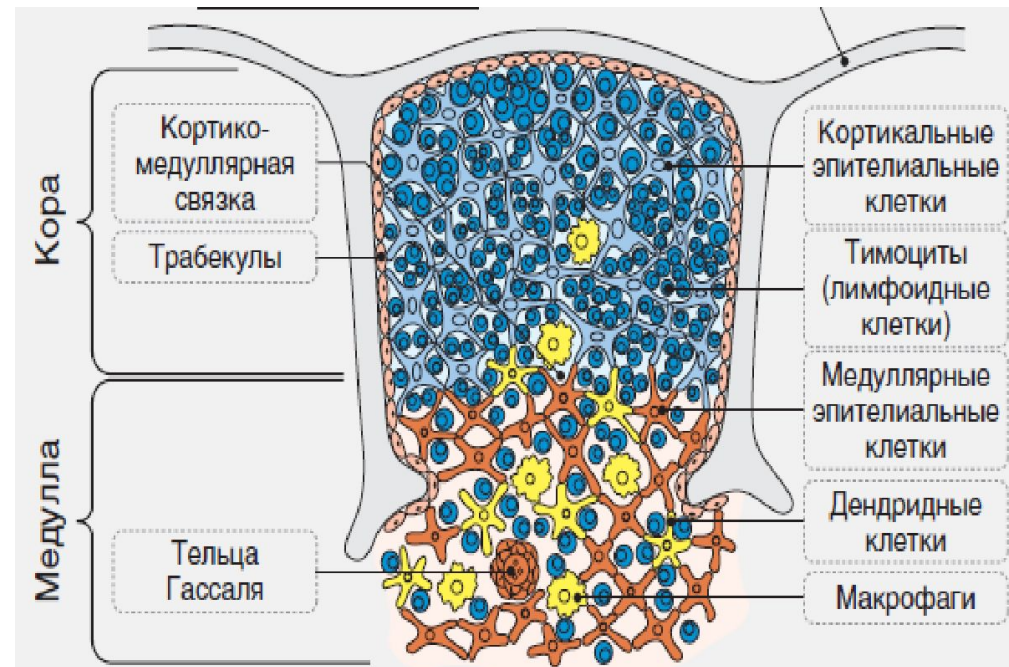 Кора
Кортико-
медуллярная
связка
Трабекулы
Медулла
Тельца
Гассаля
Кортикальные
эпителиальные
клетки
Тимоциты
(лимфоидные
клетки)
Медуллярные
эпителиальные
клетки
Дендридные
клетки
Макрофаги